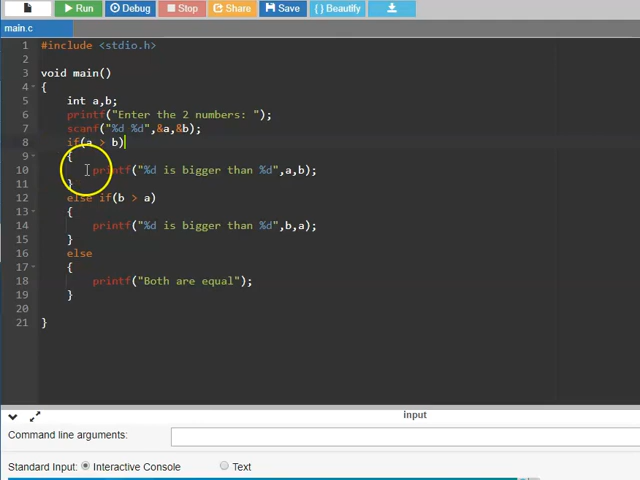 Run Debug Stop Share Save { } Beautify
main.c
1 #include <stdio.h>
2
3 void main()
4 {
5 int a,b;
6 printf("Enter the 2 numbers: ");
7 scanf("%d %d",&a,&b);
8 if(a > b)
9 {
10 printf("%d is bigger than %d",a,b);
11 }
12 else if(b > a)
13 {
14 printf("%d is bigger than %d",b,a);
15 }
16 else
17 {
18 printf("Both are equal");
19 }
20
21 }
input
Command line arguments:
Standard Input: Interactive Console Text